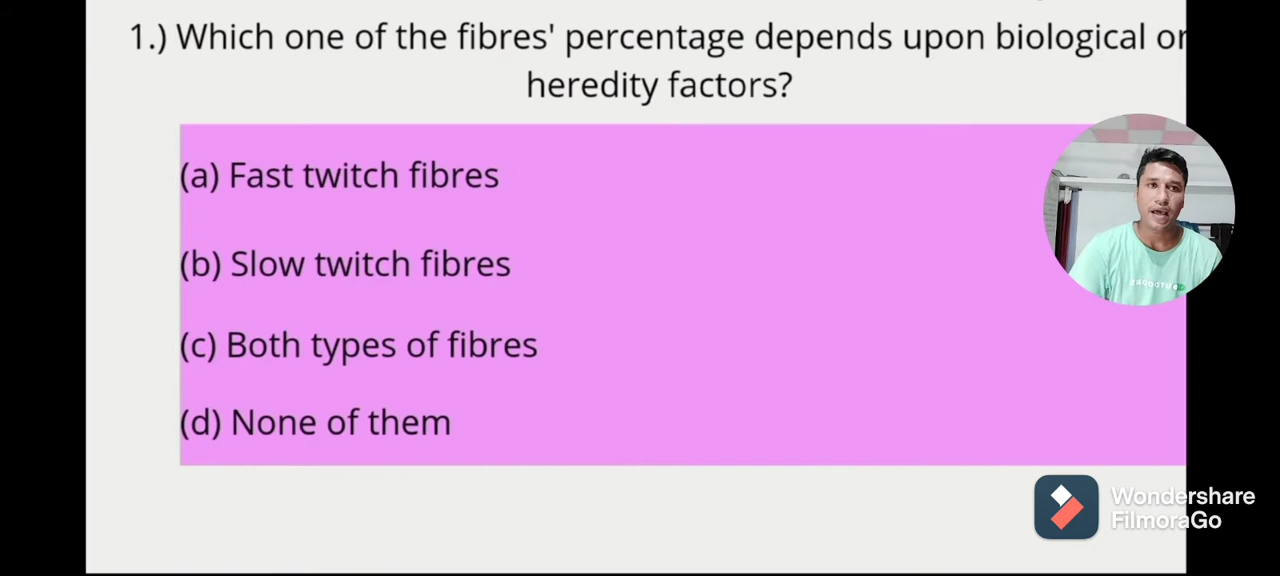 1.) Which one of the fibres' percentage depends upon biological or
heredity factors?
(a) Fast twitch fibres
(b) Slow twitch fibres
(c) Both types of fibres
(d) None of them
Wondershare
FilmoraGo